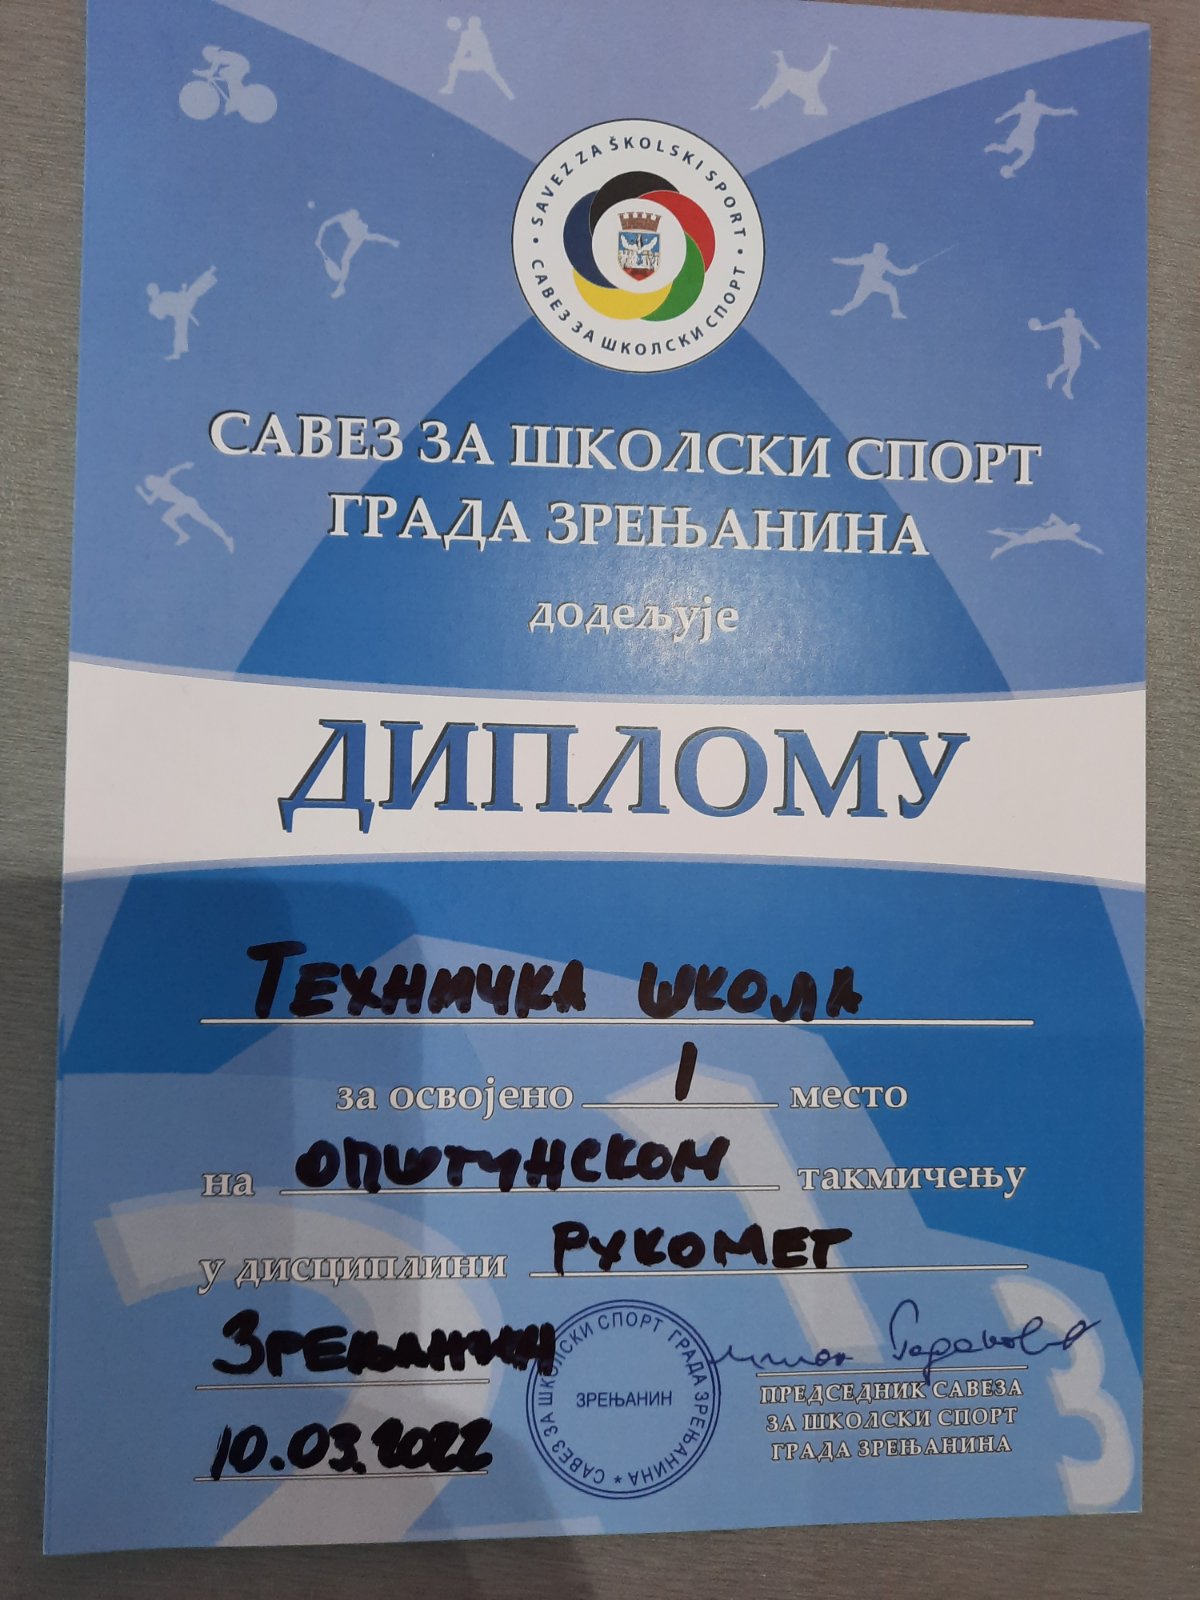 SAVEZ ZA ŠKOLSKI SPORT
САВЕЗ ЗА ШКОЛСКИ СПОРТ
САВЕЗ ЗА ШКОЛСКИ СПОРТ
ГРАДА ЗРЕЊАНИНА
додељује
ДИПЛОМУ
ТЕХНИЧКА ШКОЛА
за освојено I место
на ОПШТИНСКОМ такмичењу
у дисциплини РУКОМЕТ
ЗРЕЊАНИН
10.03.2022
САВЕЗ ЗА ШКОЛСКИ СПОРТ ГРАДА ЗРЕЊАНИНА *
ЗРЕЊАНИН
ПРЕДСЕДНИК САВЕЗА
ЗА ШКОЛСКИ СПОРТ
ГРАДА ЗРЕЊАНИНА
2
1
3